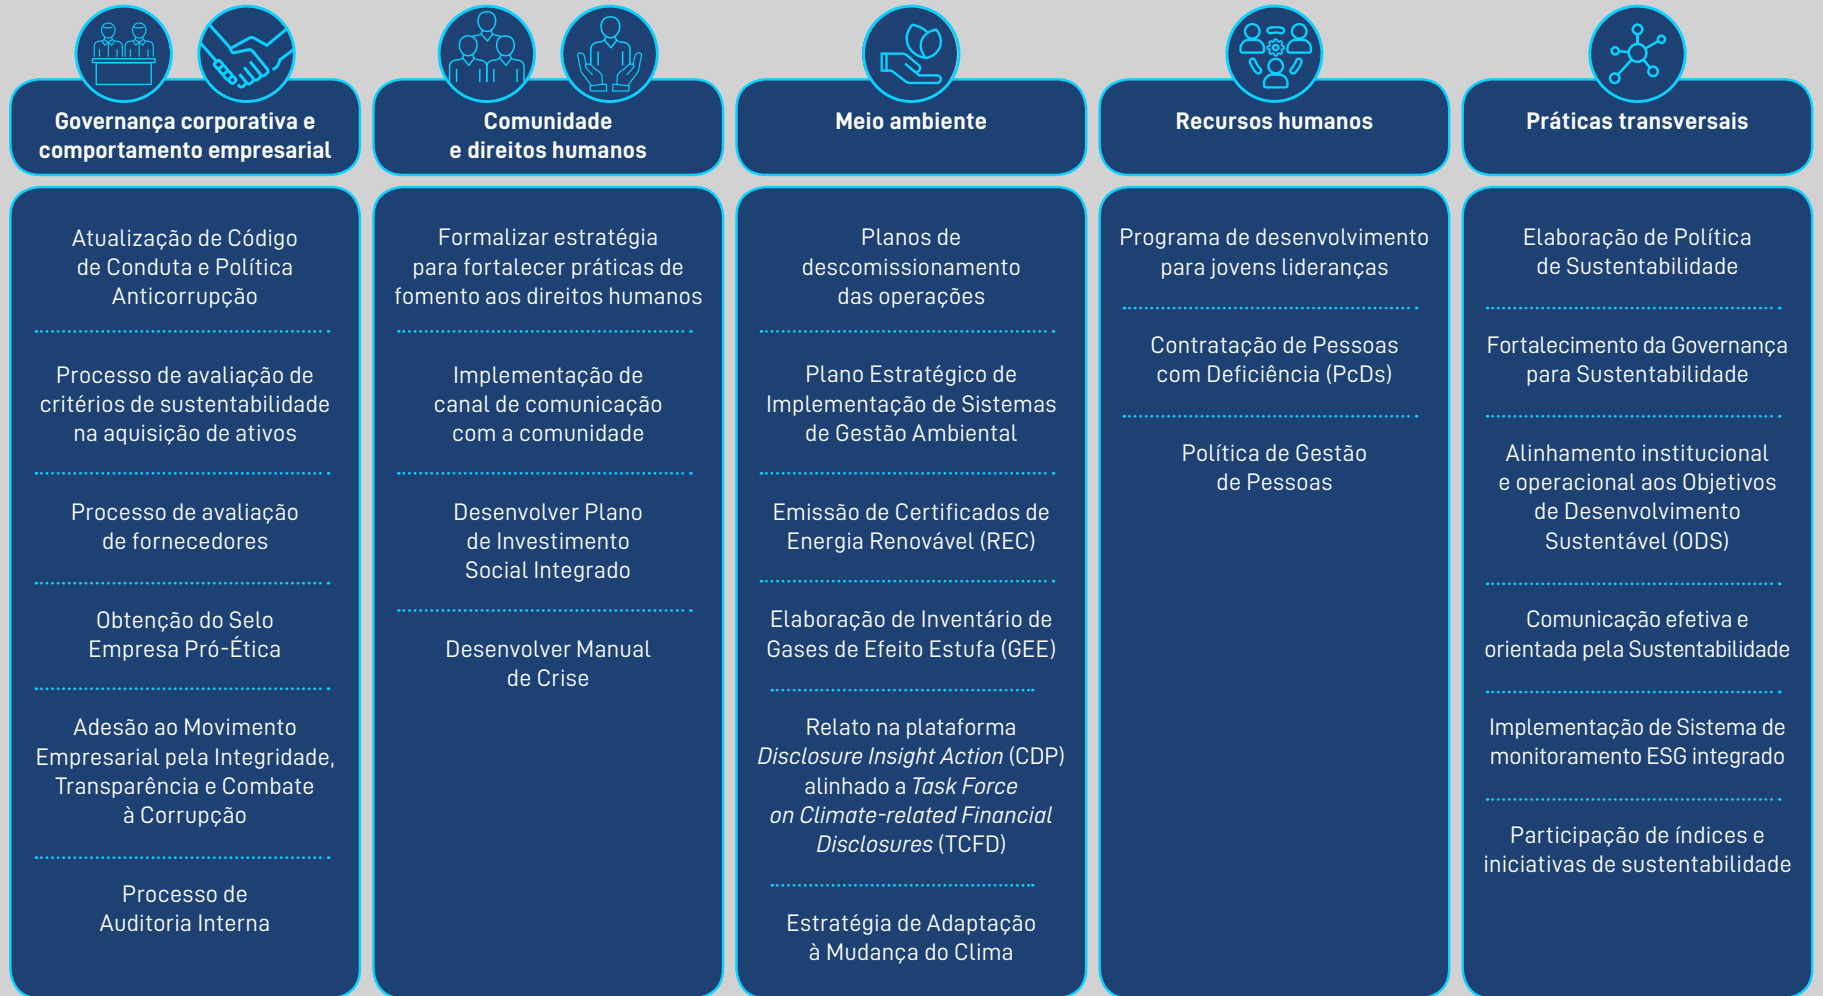 Governança corporativa e
comportamento empresarial
Atualização de Código
de Conduta e Política
Anticorrupção
Processo de avaliação de
critérios de sustentabilidade
na aquisição de ativos
Processo de avaliação
de fornecedores
Obtenção do Selo
Empresa Pró-Ética
Adesão ao Movimento
Empresarial pela Integridade,
Transparência e Combate
à Corrupção
Processo de
Auditoria Interna
Comunidade
e direitos humanos
Formalizar estratégia
para fortalecer práticas de
fomento aos direitos humanos
Implementação de
canal de comunicação
com a comunidade
Desenvolver Plano
de Investimento
Social Integrado
Desenvolver Manual
de Crise
Meio ambiente
Planos de
descomissionamento
das operações
Plano Estratégico de
Implementação de Sistemas
de Gestão Ambiental
Emissão de Certificados de
Energia Renovável (REC)
Elaboração de Inventário de
Gases de Efeito Estufa (GEE)
Relato na plataforma
Disclosure Insight Action (CDP)
alinhado a Task Force
on Climate-related Financial
Disclosures (TCFD)
Estratégia de Adaptação
à Mudança do Clima
Recursos humanos
Programa de desenvolvimento
para jovens lideranças
Contratação de Pessoas
com Deficiência (PcDs)
Política de Gestão
de Pessoas
Práticas transversais
Elaboração de Política
de Sustentabilidade
Fortalecimento da Governança
para Sustentabilidade
Alinhamento institucional
e operacional aos Objetivos
de Desenvolvimento
Sustentável (ODS)
Comunicação efetiva e
orientada pela Sustentabilidade
Implementação de Sistema de
monitoramento ESG integrado
Participação de índices e
iniciativas de sustentabilidade